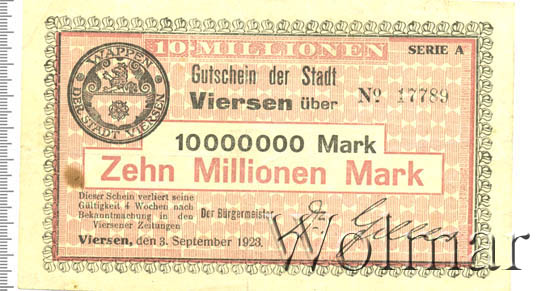 10 MILLIONEN
SERIE A
WAPPEN
DER STADT VIERSEN
Gutschein der Stadt
Viersen über
No 17789
10000000 Mark
Zehn Millionen Mark
Dieser Schein verliert seine
Gültigkeit 4 Wochen nach
Bekanntmachung in den
Viersener Zeitungen
Der Bürgermeister
Viersen, den 3. September 1923.
Wolmar